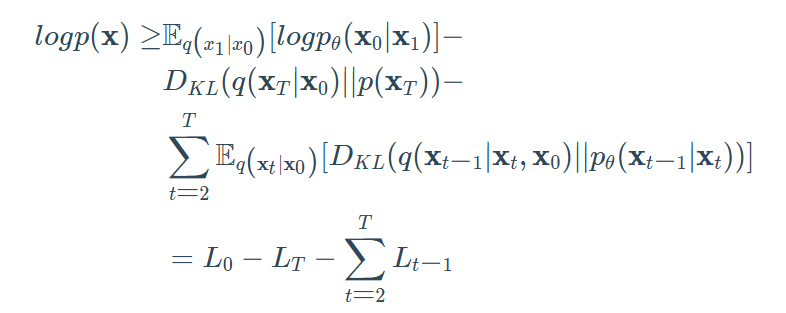 logp(x) ≥ 𝔼_{q(x_1|x_0)}[logp_θ(x_0|x_1)]−
D_{KL}(q(x_T|x_0)||p(x_T))−
∑_{t=2}^{T} 𝔼_{q(x_t|x_0)}[D_{KL}(q(x_{t−1}|x_t, x_0)||p_θ(x_{t−1}|x_t))]
= L_0 − L_T − ∑_{t=2}^{T} L_{t−1}